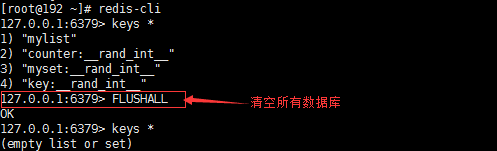 [root@192 ~]# redis-cli
127.0.0.1:6379> keys *
1) "mylist"
2) "counter:__rand_int__"
3) "myset:__rand_int__"
4) "key:__rand_int__"
127.0.0.1:6379> FLUSHALL 清空所有数据库
OK
127.0.0.1:6379> keys *
(empty list or set)